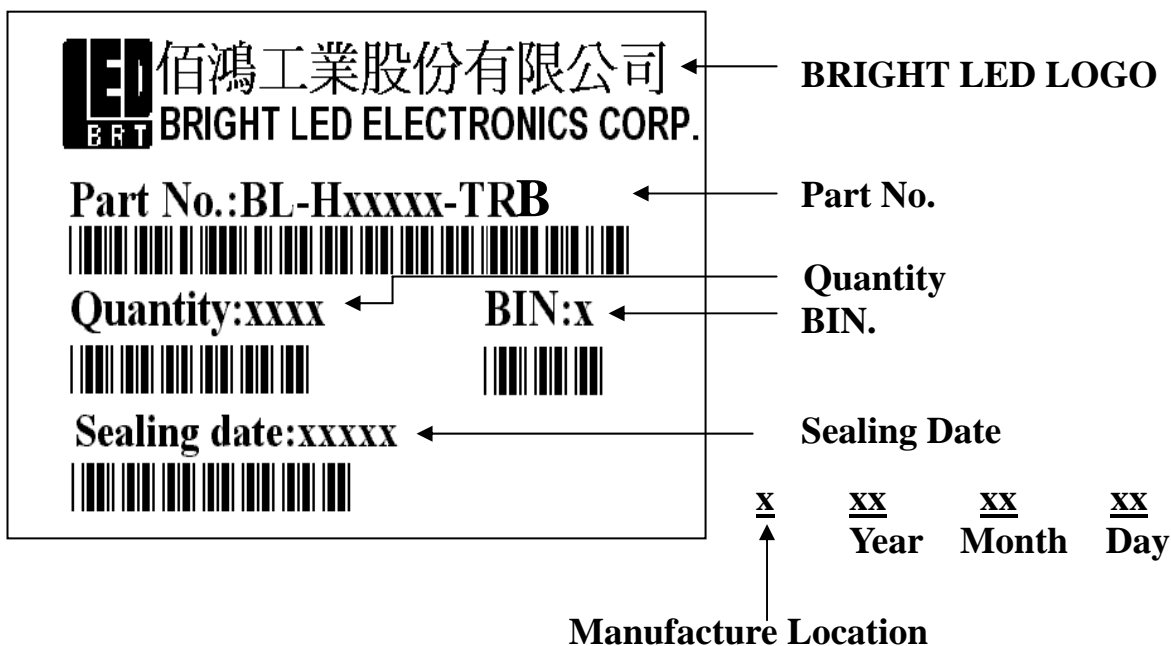 LED 佰鴻工業股份有限公司
BRT BRIGHT LED ELECTRONICS CORP.
BRIGHT LED LOGO
Part No.:BL-Hxxxxx-TRB
Part No.
Quantity:xxxx
BIN:x
Quantity
BIN.
Sealing date:xxxxx
Sealing Date
x xx xx xx
Year Month Day
Manufacture Location